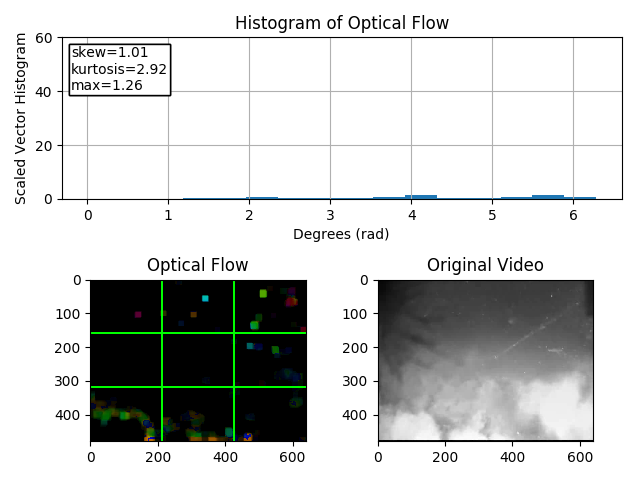 Histogram of Optical Flow
Scaled Vector Histogram
60
40
20
0
skew=1.01
kurtosis=2.92
max=1.26
0 1 2 3 4 5 6
Degrees (rad)
Optical Flow
0
100
200
300
400
0 200 400 600
Original Video
0
100
200
300
400
0 200 400 600